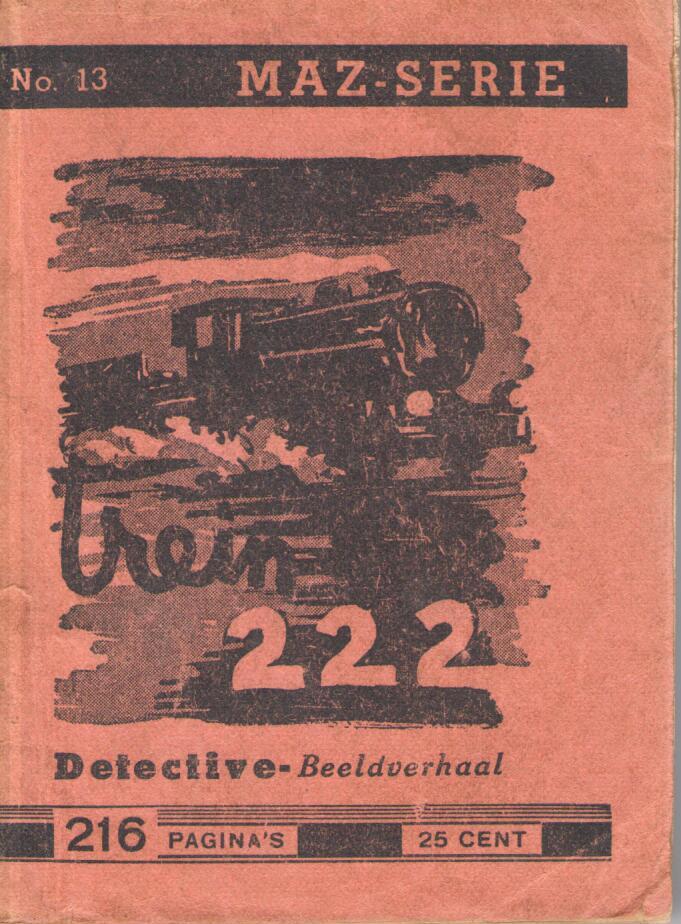 No. 13 MAZ-SERIE
trein
222
Detective-Beeldverhaal
216 PAGINA'S 25 CENT